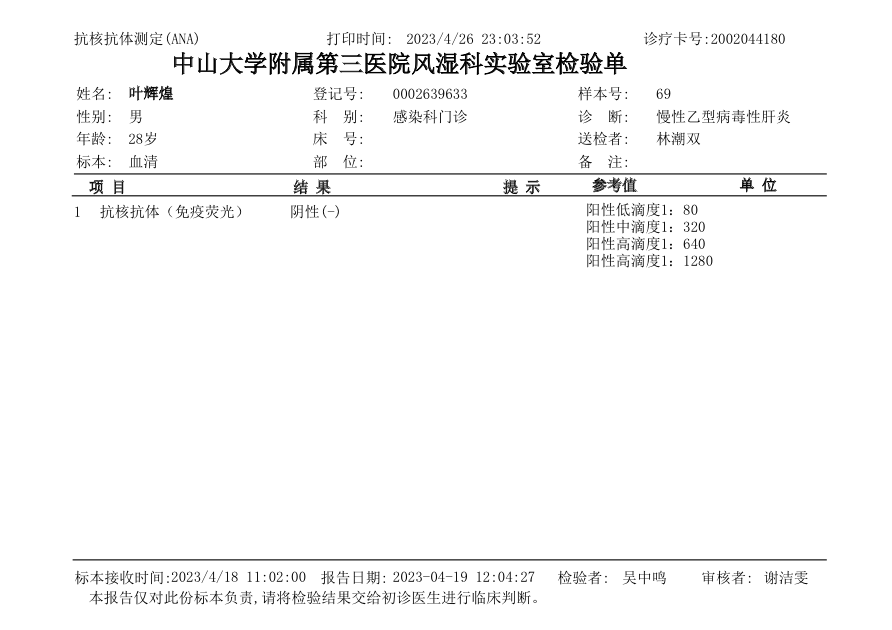 抗核抗体测定(ANA) 打印时间: 2023/4/26 23:03:52 诊疗卡号:2002044180
中山大学附属第三医院风湿科实验室检验单
姓名: 叶辉煌 登记号: 0002639633 样本号: 69
性别: 男 科 别: 感染科门诊 诊 断: 慢性乙型病毒性肝炎
年龄: 28岁 床 号: 送检者: 林潮双
标本: 血清 部 位: 备 注:
项 目 结 果 提 示 参考值 单 位
1 抗核抗体（免疫荧光） 阴性(-) 阳性低滴度1：80
阳性中滴度1：320
阳性高滴度1：640
阳性高滴度1：1280
标本接收时间:2023/4/18 11:02:00 报告日期: 2023-04-19 12:04:27 检验者: 吴中鸣 审核者: 谢洁雯
本报告仅对此份标本负责,请将检验结果交给初诊医生进行临床判断。